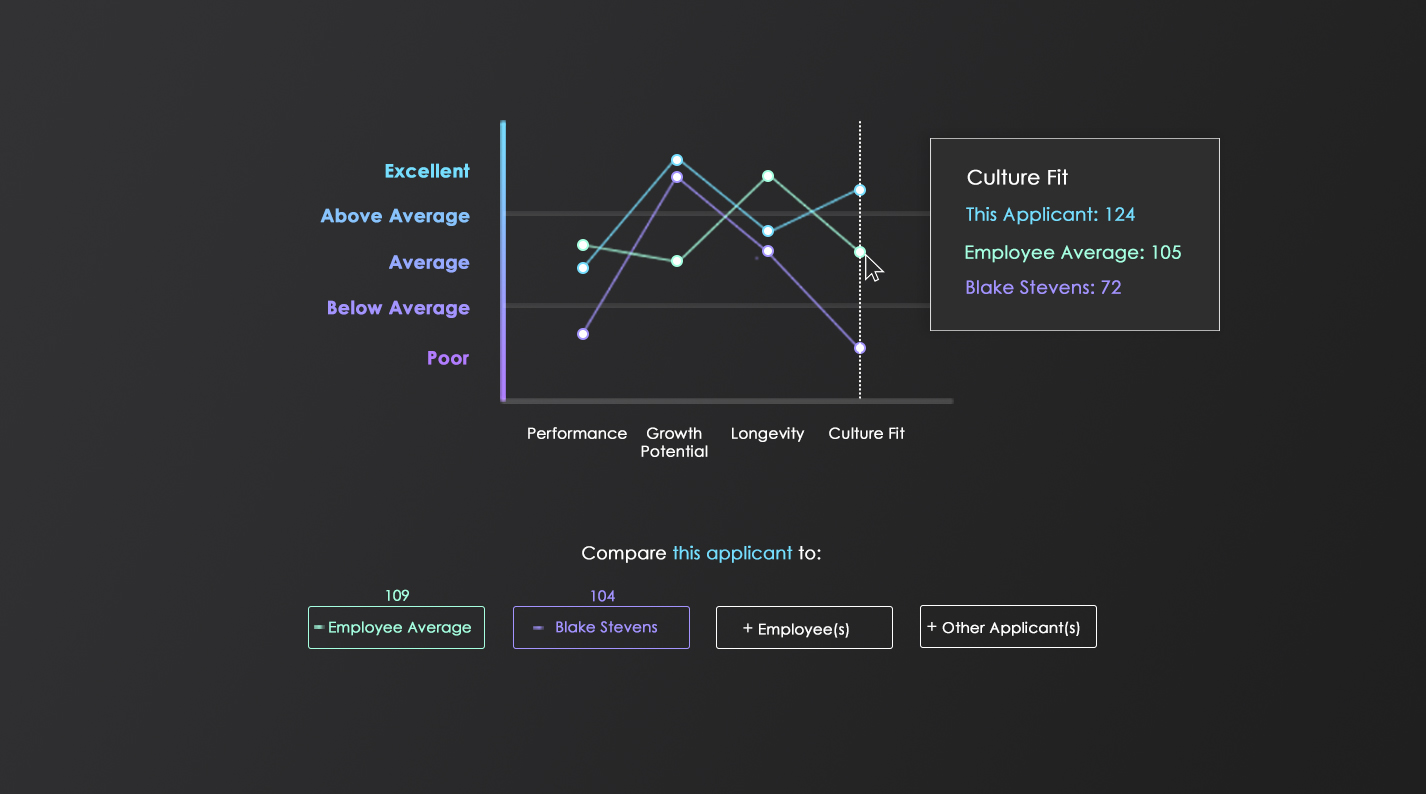 Excellent
Above Average
Average
Below Average
Poor
Performance
Growth
Potential
Longevity
Culture Fit
Culture Fit
This Applicant: 124
Employee Average: 105
Blake Stevens: 72
Compare this applicant to:
109
- Employee Average
104
- Blake Stevens
+ Employee(s)
+ Other Applicant(s)